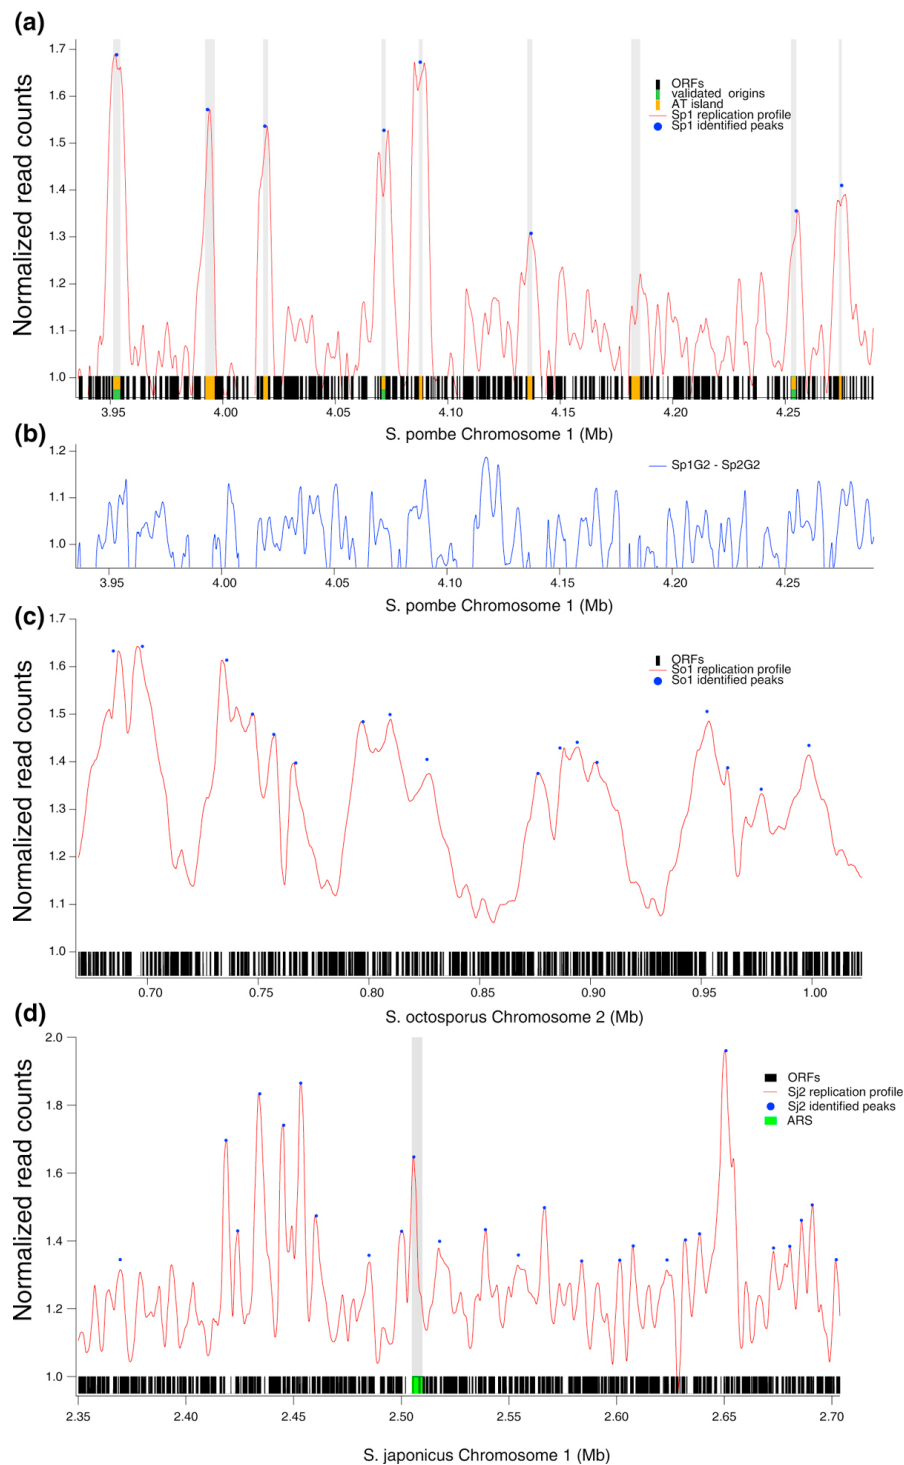 (a)
1.7
1.6
1.5
1.4
1.3
1.2
1.1
1.0
Normalized read counts
ORFs
validated origins
AT island
Sp1 replication profile
Sp1 identified peaks
3.95 4.00 4.05 4.10 4.15 4.20 4.25
S. pombe Chromosome 1 (Mb)
(b)
1.2
1.1
1.0
Sp1G2 - Sp2G2
3.95 4.00 4.05 4.10 4.15 4.20 4.25
S. pombe Chromosome 1 (Mb)
(c)
1.7
1.6
1.5
1.4
1.3
1.2
1.1
1.0
Normalized read counts
ORFs
So1 replication profile
So1 identified peaks
0.70 0.75 0.80 0.85 0.90 0.95 1.00
S. octosporus Chromosome 2 (Mb)
(d)
2.0
1.8
1.6
1.4
1.2
1.0
Normalized read counts
ORFs
Sj2 replication profile
Sj2 identified peaks
ARS
2.35 2.40 2.45 2.50 2.55 2.60 2.65 2.70
S. japonicus Chromosome 1 (Mb)